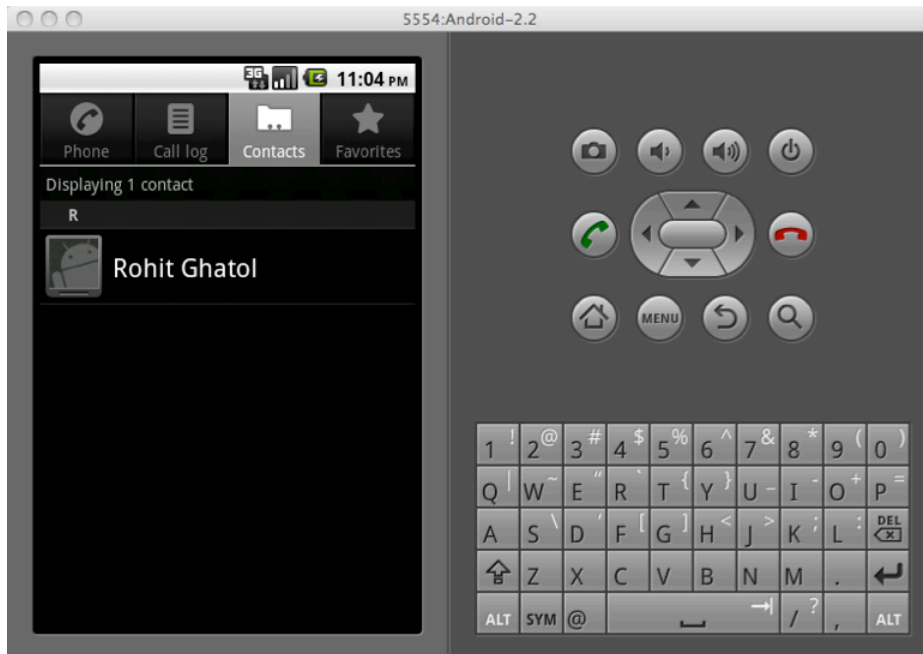 5554:Android-2.2
3G 11:04 PM
Phone Call log Contacts Favorites
Displaying 1 contact
R
Rohit Ghatol
MENU
1 ! 2 @ 3 # 4 $ 5 % 6 ^ 7 & 8 * 9 ( 0 )
Q | W ~ E " R ` T { Y } U _ I - O + P =
A S \ D ' F [ G ] H < J > K ; L : DEL
Z X C V B N M .
ALT SYM @ / ? , ALT